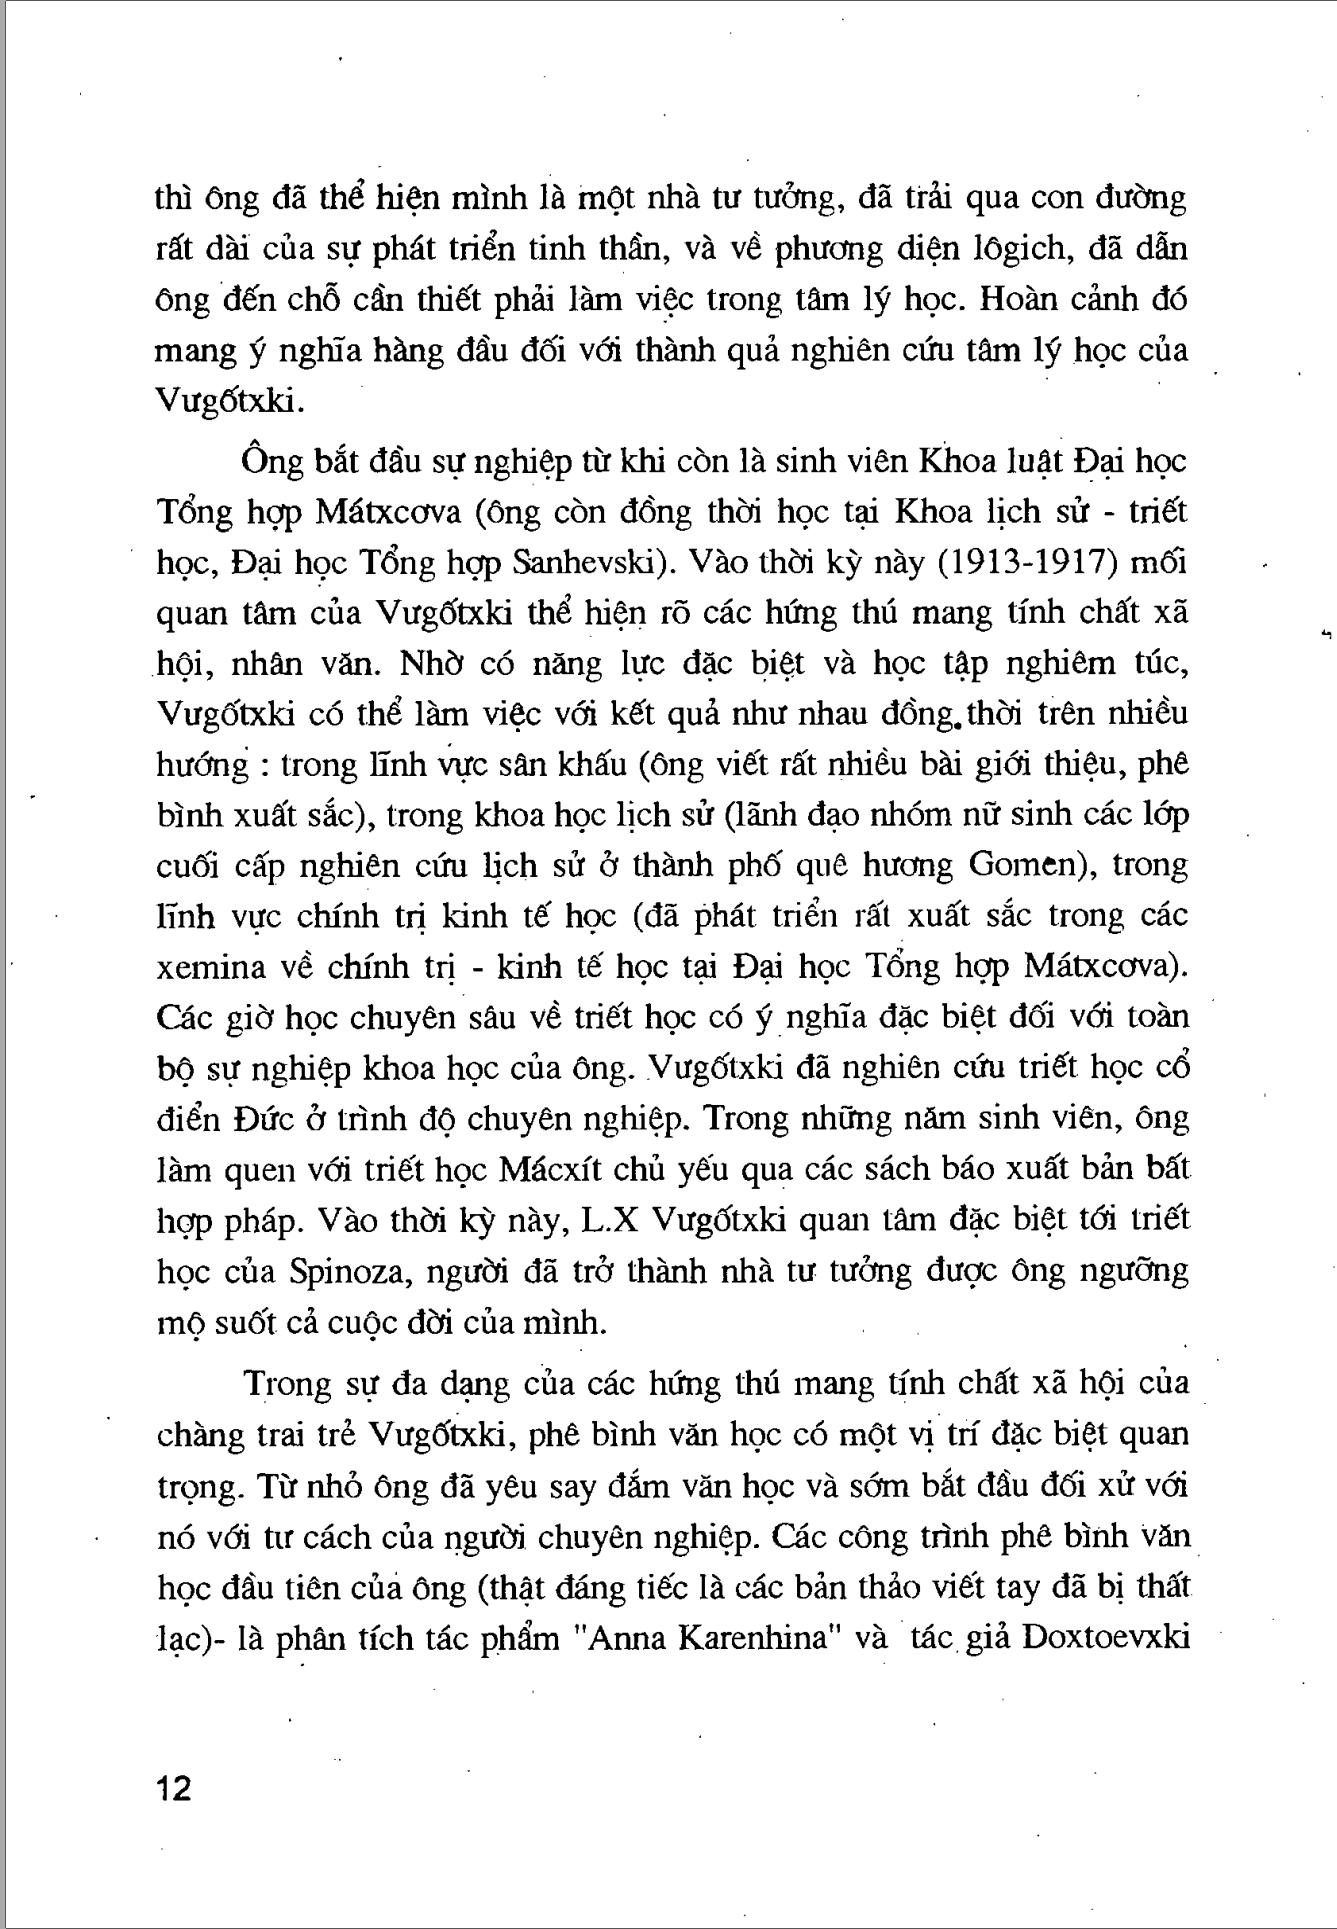 thì ông đã thể hiện mình là một nhà tư tưởng, đã trải qua con đường
rất dài của sự phát triển tinh thần, và về phương diện lôgich, đã dẫn
ông đến chỗ cần thiết phải làm việc trong tâm lý học. Hoàn cảnh đó
mang ý nghĩa hàng đầu đối với thành quả nghiên cứu tâm lý học của
Vưgốtxki.
Ông bắt đầu sự nghiệp từ khi còn là sinh viên Khoa luật Đại học
Tổng hợp Mátxcơva (ông còn đồng thời học tại Khoa lịch sử - triết
học, Đại học Tổng hợp Sanhevski). Vào thời kỳ này (1913-1917) mối
quan tâm của Vưgốtxki thể hiện rõ các hứng thú mang tính chất xã
hội, nhân văn. Nhờ có năng lực đặc biệt và học tập nghiêm túc,
Vưgốtxki có thể làm việc với kết quả như nhau đồng thời trên nhiều
hướng : trong lĩnh vực sân khấu (ông viết rất nhiều bài giới thiệu, phê
bình xuất sắc), trong khoa học lịch sử (lãnh đạo nhóm nữ sinh các lớp
cuối cấp nghiên cứu lịch sử ở thành phố quê hương Gomen), trong
lĩnh vực chính trị kinh tế học (đã phát triển rất xuất sắc trong các
xemina về chính trị - kinh tế học tại Đại học Tổng hợp Mátxcơva).
Các giờ học chuyên sâu về triết học có ý nghĩa đặc biệt đối với toàn
bộ sự nghiệp khoa học của ông. Vưgốtxki đã nghiên cứu triết học cổ
điển Đức ở trình độ chuyên nghiệp. Trong những năm sinh viên, ông
làm quen với triết học Mácxít chủ yếu qua các sách báo xuất bản bất
hợp pháp. Vào thời kỳ này, L.X Vưgốtxki quan tâm đặc biệt tới triết
học của Spinoza, người đã trở thành nhà tư tưởng được ông ngưỡng
mộ suốt cả cuộc đời của mình.
Trong sự đa dạng của các hứng thú mang tính chất xã hội của
chàng trai trẻ Vưgốtxki, phê bình văn học có một vị trí đặc biệt quan
trọng. Từ nhỏ ông đã yêu say đắm văn học và sớm bắt đầu đối xử với
nó với tư cách của người chuyên nghiệp. Các công trình phê bình văn
học đầu tiên của ông (thật đáng tiếc là các bản thảo viết tay đã bị thất
lạc)- là phân tích tác phẩm "Anna Karenhina" và tác giả Doxtoevxki
12